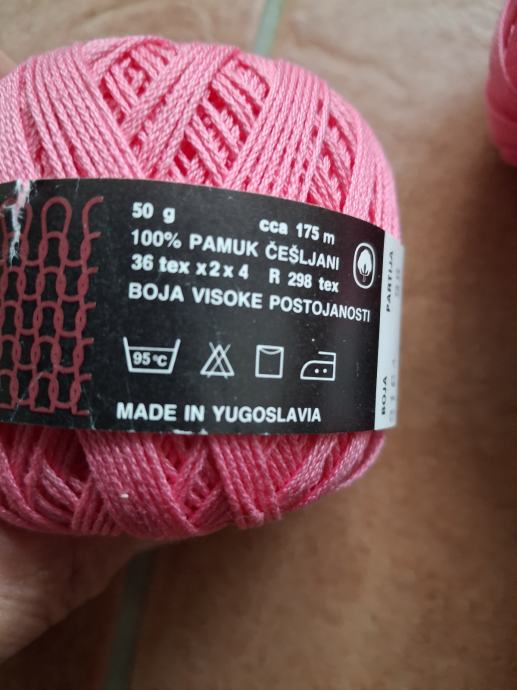 50 g cca 175 m
100% PAMUK ČEŠLJANI
36 tex x 2 x 4 R 298 tex
BOJA VISOKE POSTOJANOSTI
95°C
MADE IN YUGOSLAVIA
PARTIJA
BOJA